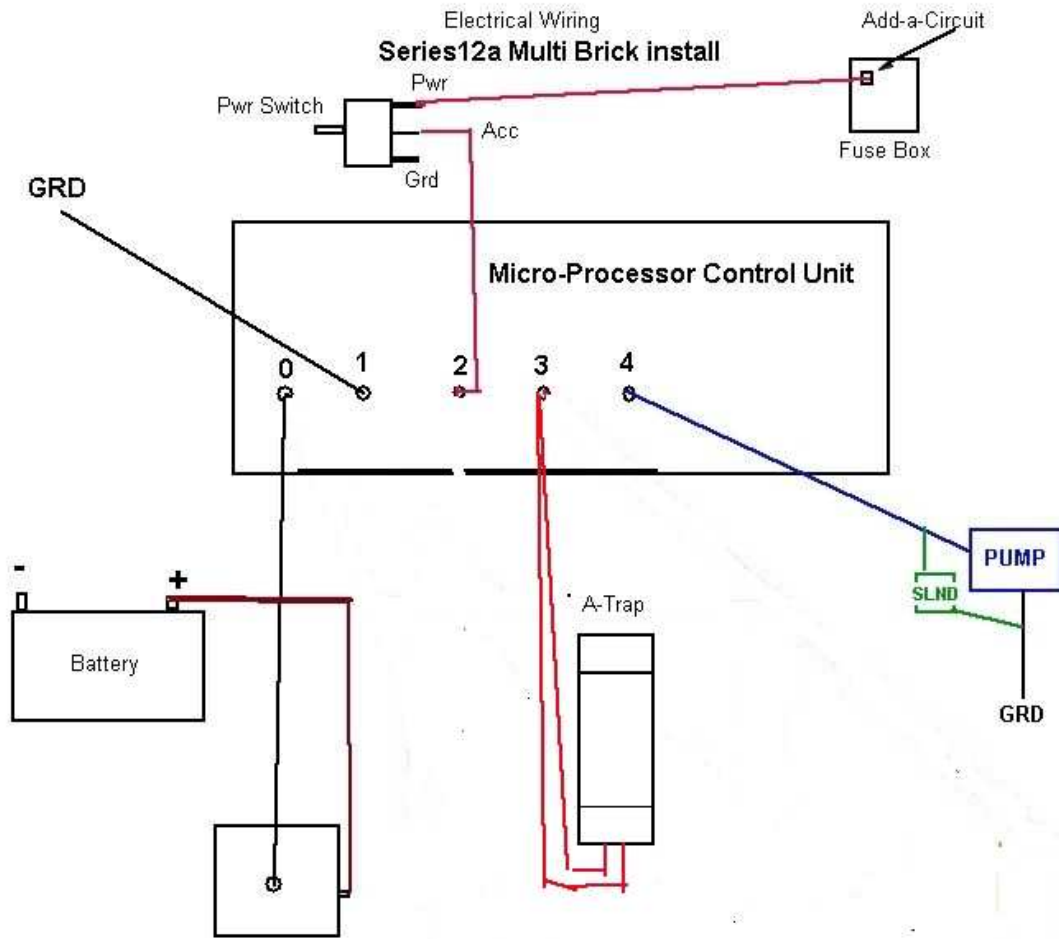 Electrical Wiring
Series12a Multi Brick install
Add-a-Circuit
Pwr
Pwr Switch
Acc
Grd
Fuse Box
GRD
Micro-Processor Control Unit
0 1 2 3 4
PUMP
SLND
- +
A-Trap
Battery
GRD